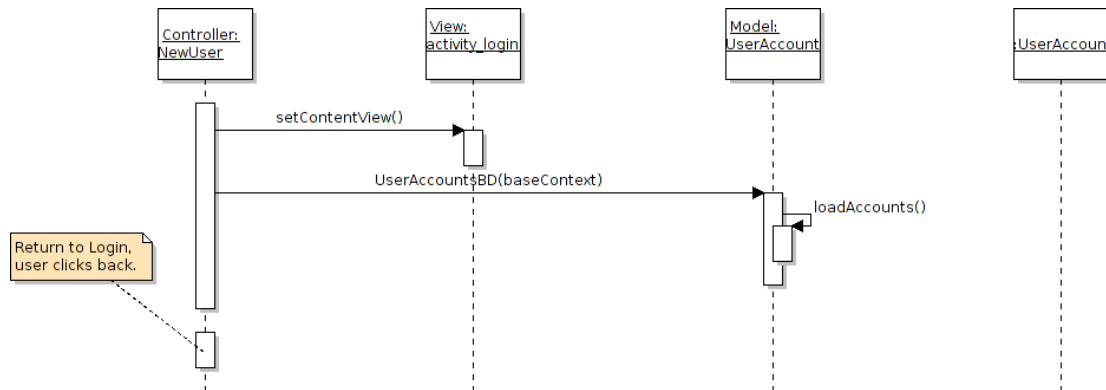 Controller:
NewUser
View:
activity_login
Model:
UserAccount
:UserAccoun
setContentView()
UserAccountsBD(baseContext)
loadAccounts()
Return to Login,
user clicks back.